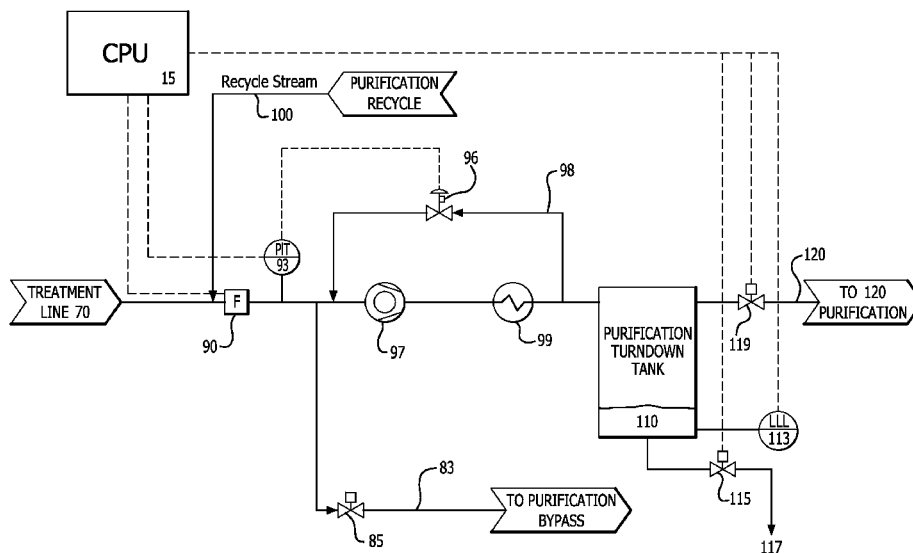 CPU
15
Recycle Stream
100
PURIFICATION
RECYCLE
96
98
PIT
93
TREATMENT
LINE 70
F
90
97
99
PURIFICATION
TURNDOWN
TANK
110
119
120
TO 120
PURIFICATION
LLL
113
115
117
83
85
TO PURIFICATION
BYPASS